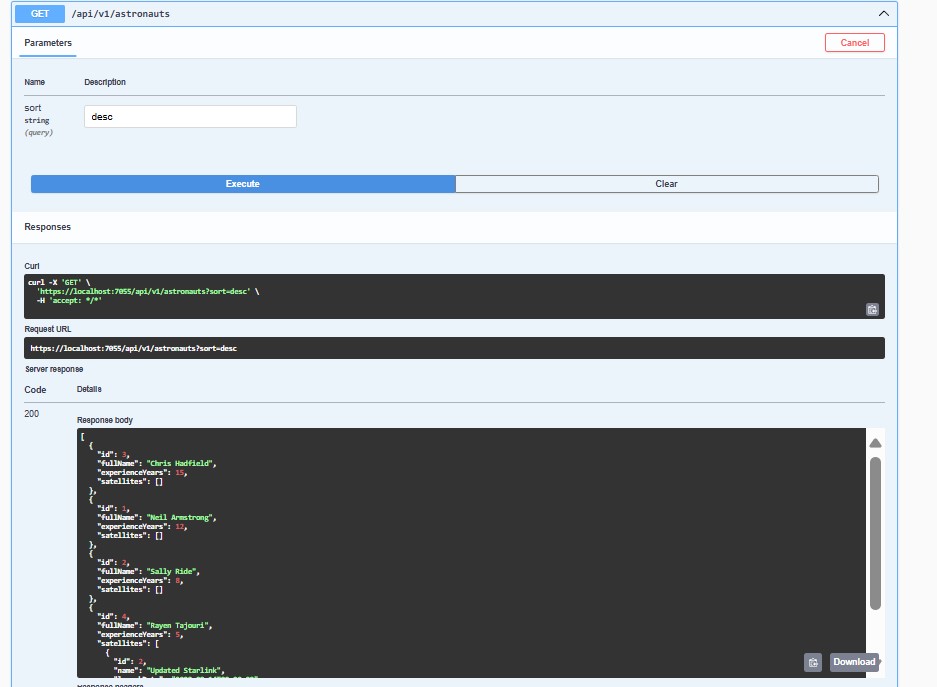 GET /api/v1/astronauts
Parameters
Cancel
Name Description
sort
string
(query)
desc
Execute Clear
Responses
Curl
curl -X 'GET' \
'https://localhost:7055/api/v1/astronauts?sort=desc' \
-H 'accept: */*'
Request URL
https://localhost:7055/api/v1/astronauts?sort=desc
Server response
Code Details
200
Response body
[
{
"id": 3,
"fullName": "Chris Hadfield",
"experienceYears": 15,
"satellites": []
},
{
"id": 1,
"fullName": "Neil Armstrong",
"experienceYears": 12,
"satellites": []
},
{
"id": 2,
"fullName": "Sally Ride",
"experienceYears": 8,
"satellites": []
},
{
"id": 4,
"fullName": "Rayen Tajouri",
"experienceYears": 5,
"satellites": [
{
"id": 2,
"name": "Updated Starlink",
Download
Response headers